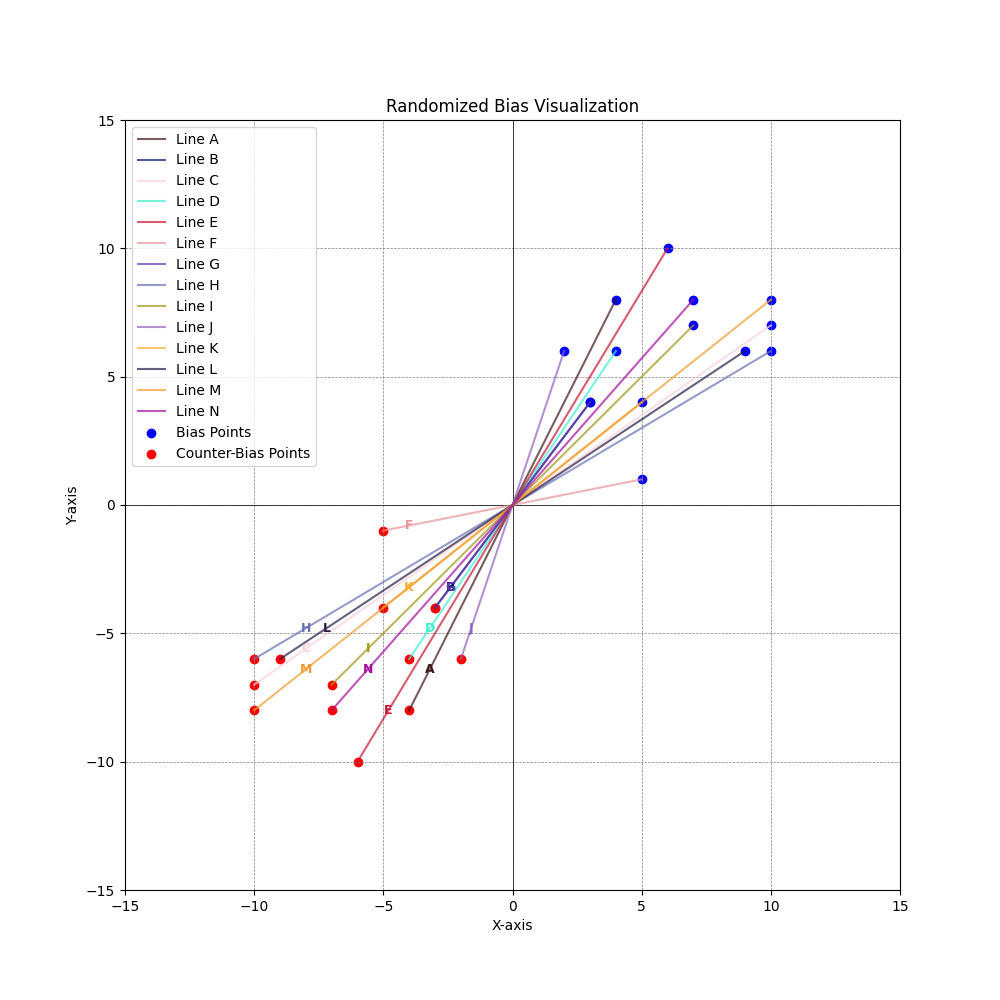 Randomized Bias Visualization
15
10
5
0
−5
−10
−15
Y-axis
Line A
Line B
Line C
Line D
Line E
Line F
Line G
Line H
Line I
Line J
Line K
Line L
Line M
Line N
Bias Points
Counter-Bias Points
F
K
B
H
L
D
J
C
I
M
N
A
E
−15
−10
−5
0
5
10
15
X-axis